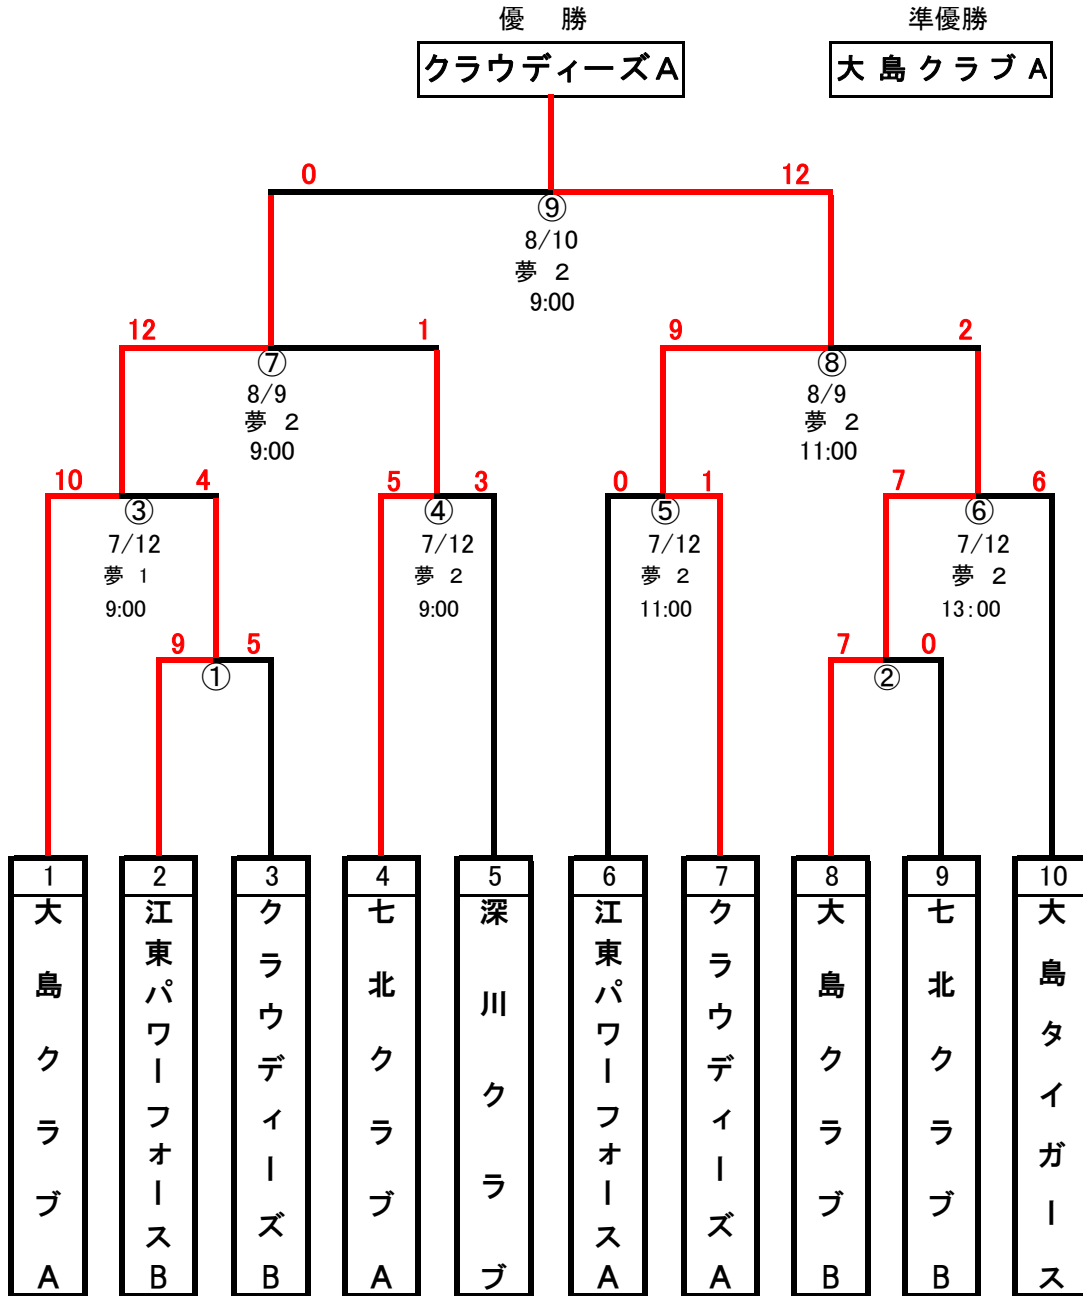 優 勝
準優勝
クラウディーズA
大島クラブA
0
12
⑨
8/10
夢 2
9:00
12
1
9
2
⑦
⑧
8/9
夢 2
9:00
8/9
夢 2
11:00
10
4
5
3
0
1
7
6
③
④
⑤
⑥
7/12
夢 1
9:00
7/12
夢 2
9:00
7/12
夢 2
11:00
7/12
夢 2
13:00
9
5
7
0
①
②
1
大島クラブA
2
江東パワーフォースB
3
クラウディーズB
4
七北クラブA
5
深川クラブ
6
江東パワーフォースA
7
クラウディーズA
8
大島クラブB
9
七北クラブB
10
大島タイガース